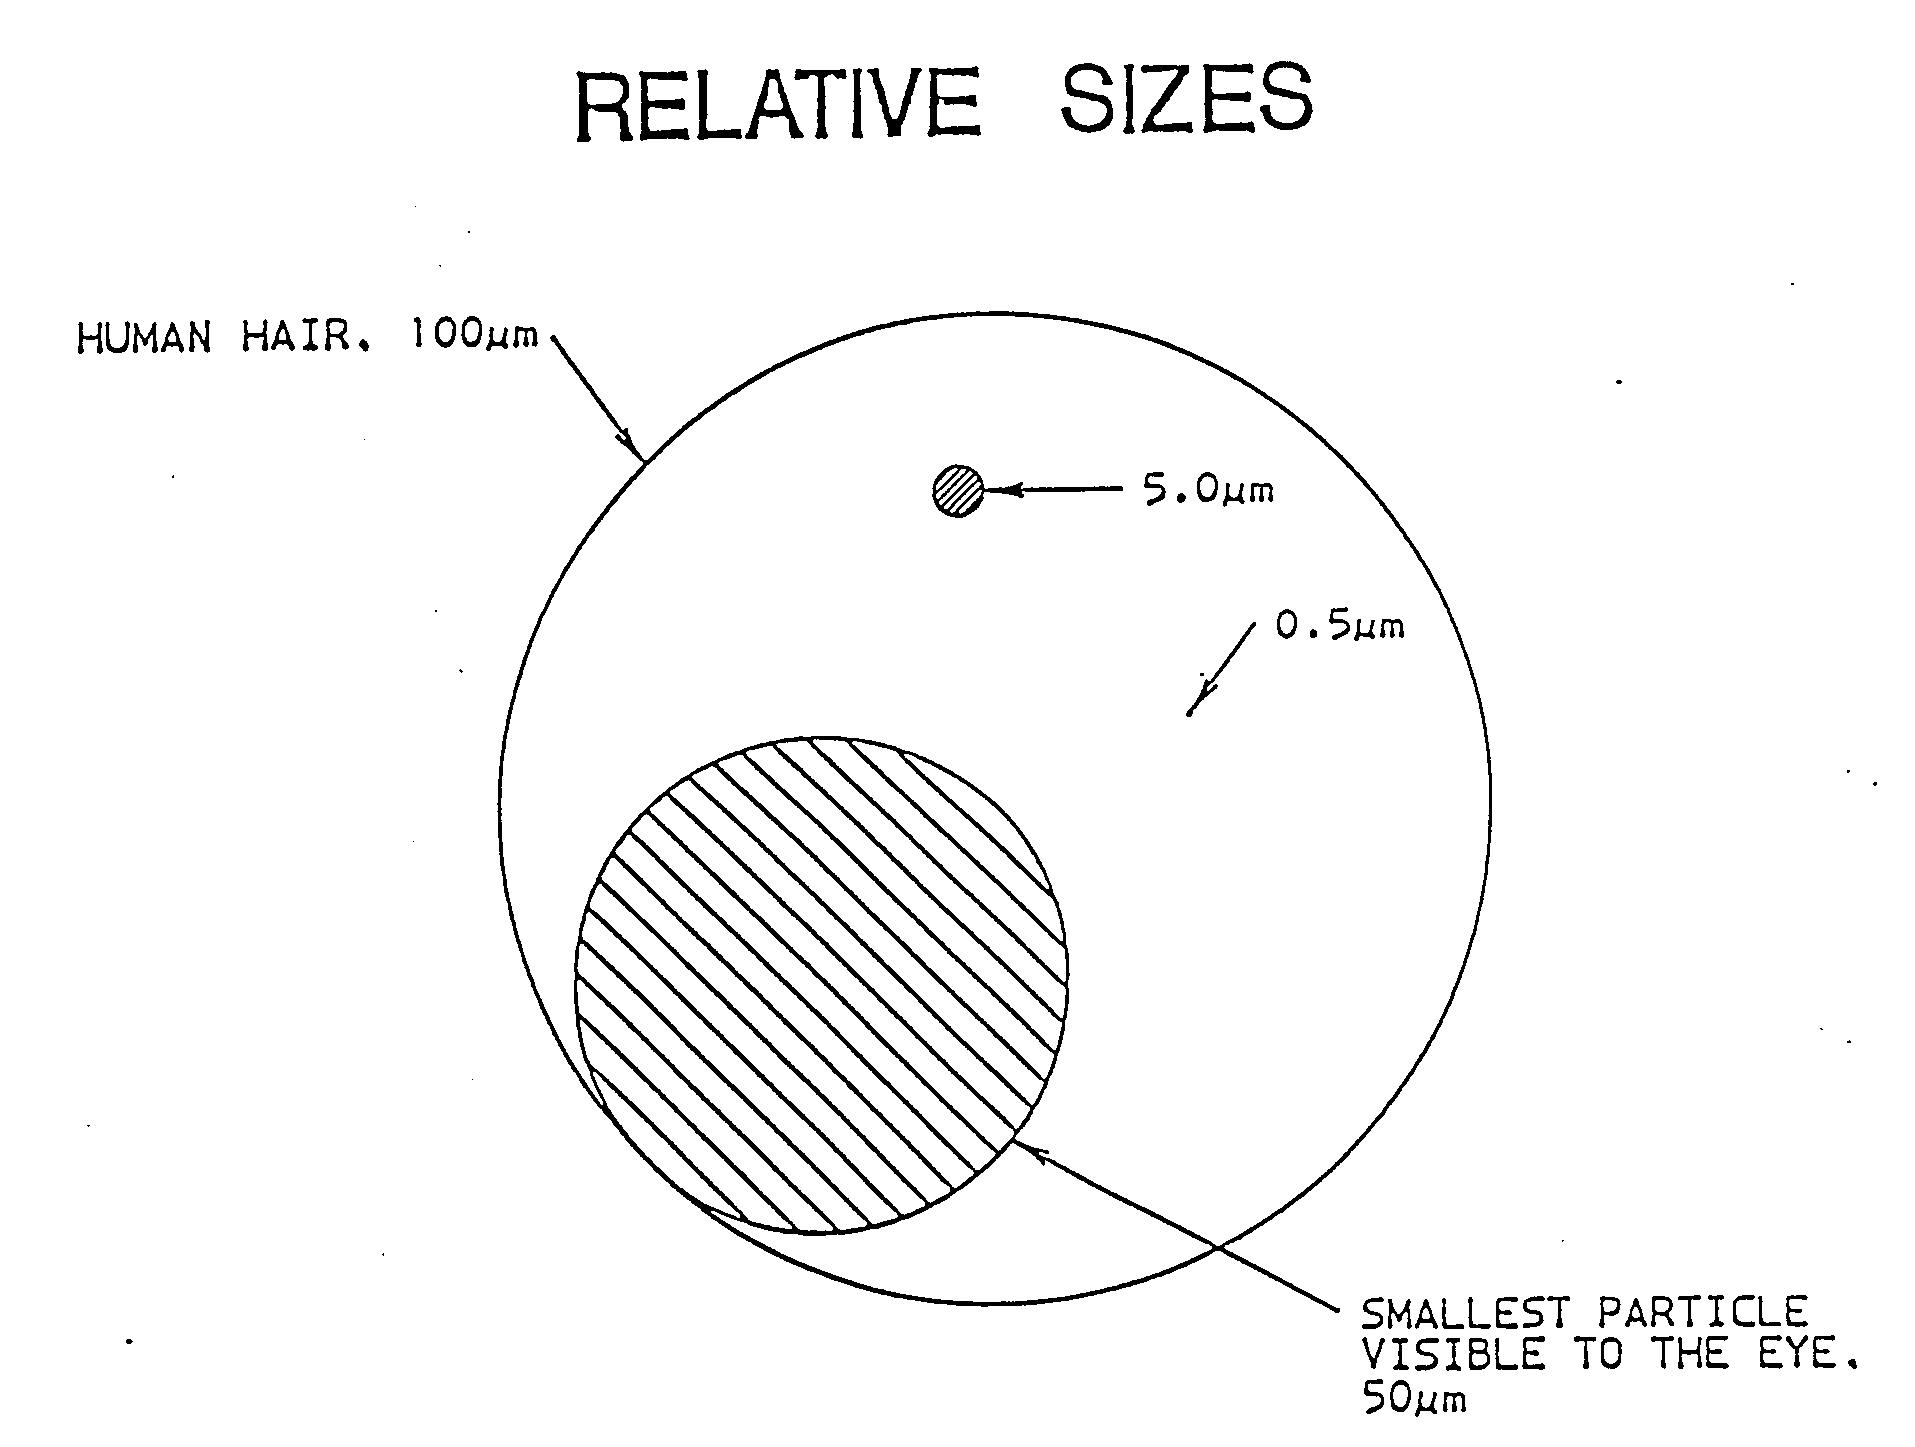 RELATIVE SIZES
HUMAN HAIR. 100µm
5.0µm
0.5µm
SMALLEST PARTICLE
VISIBLE TO THE EYE.
50µm